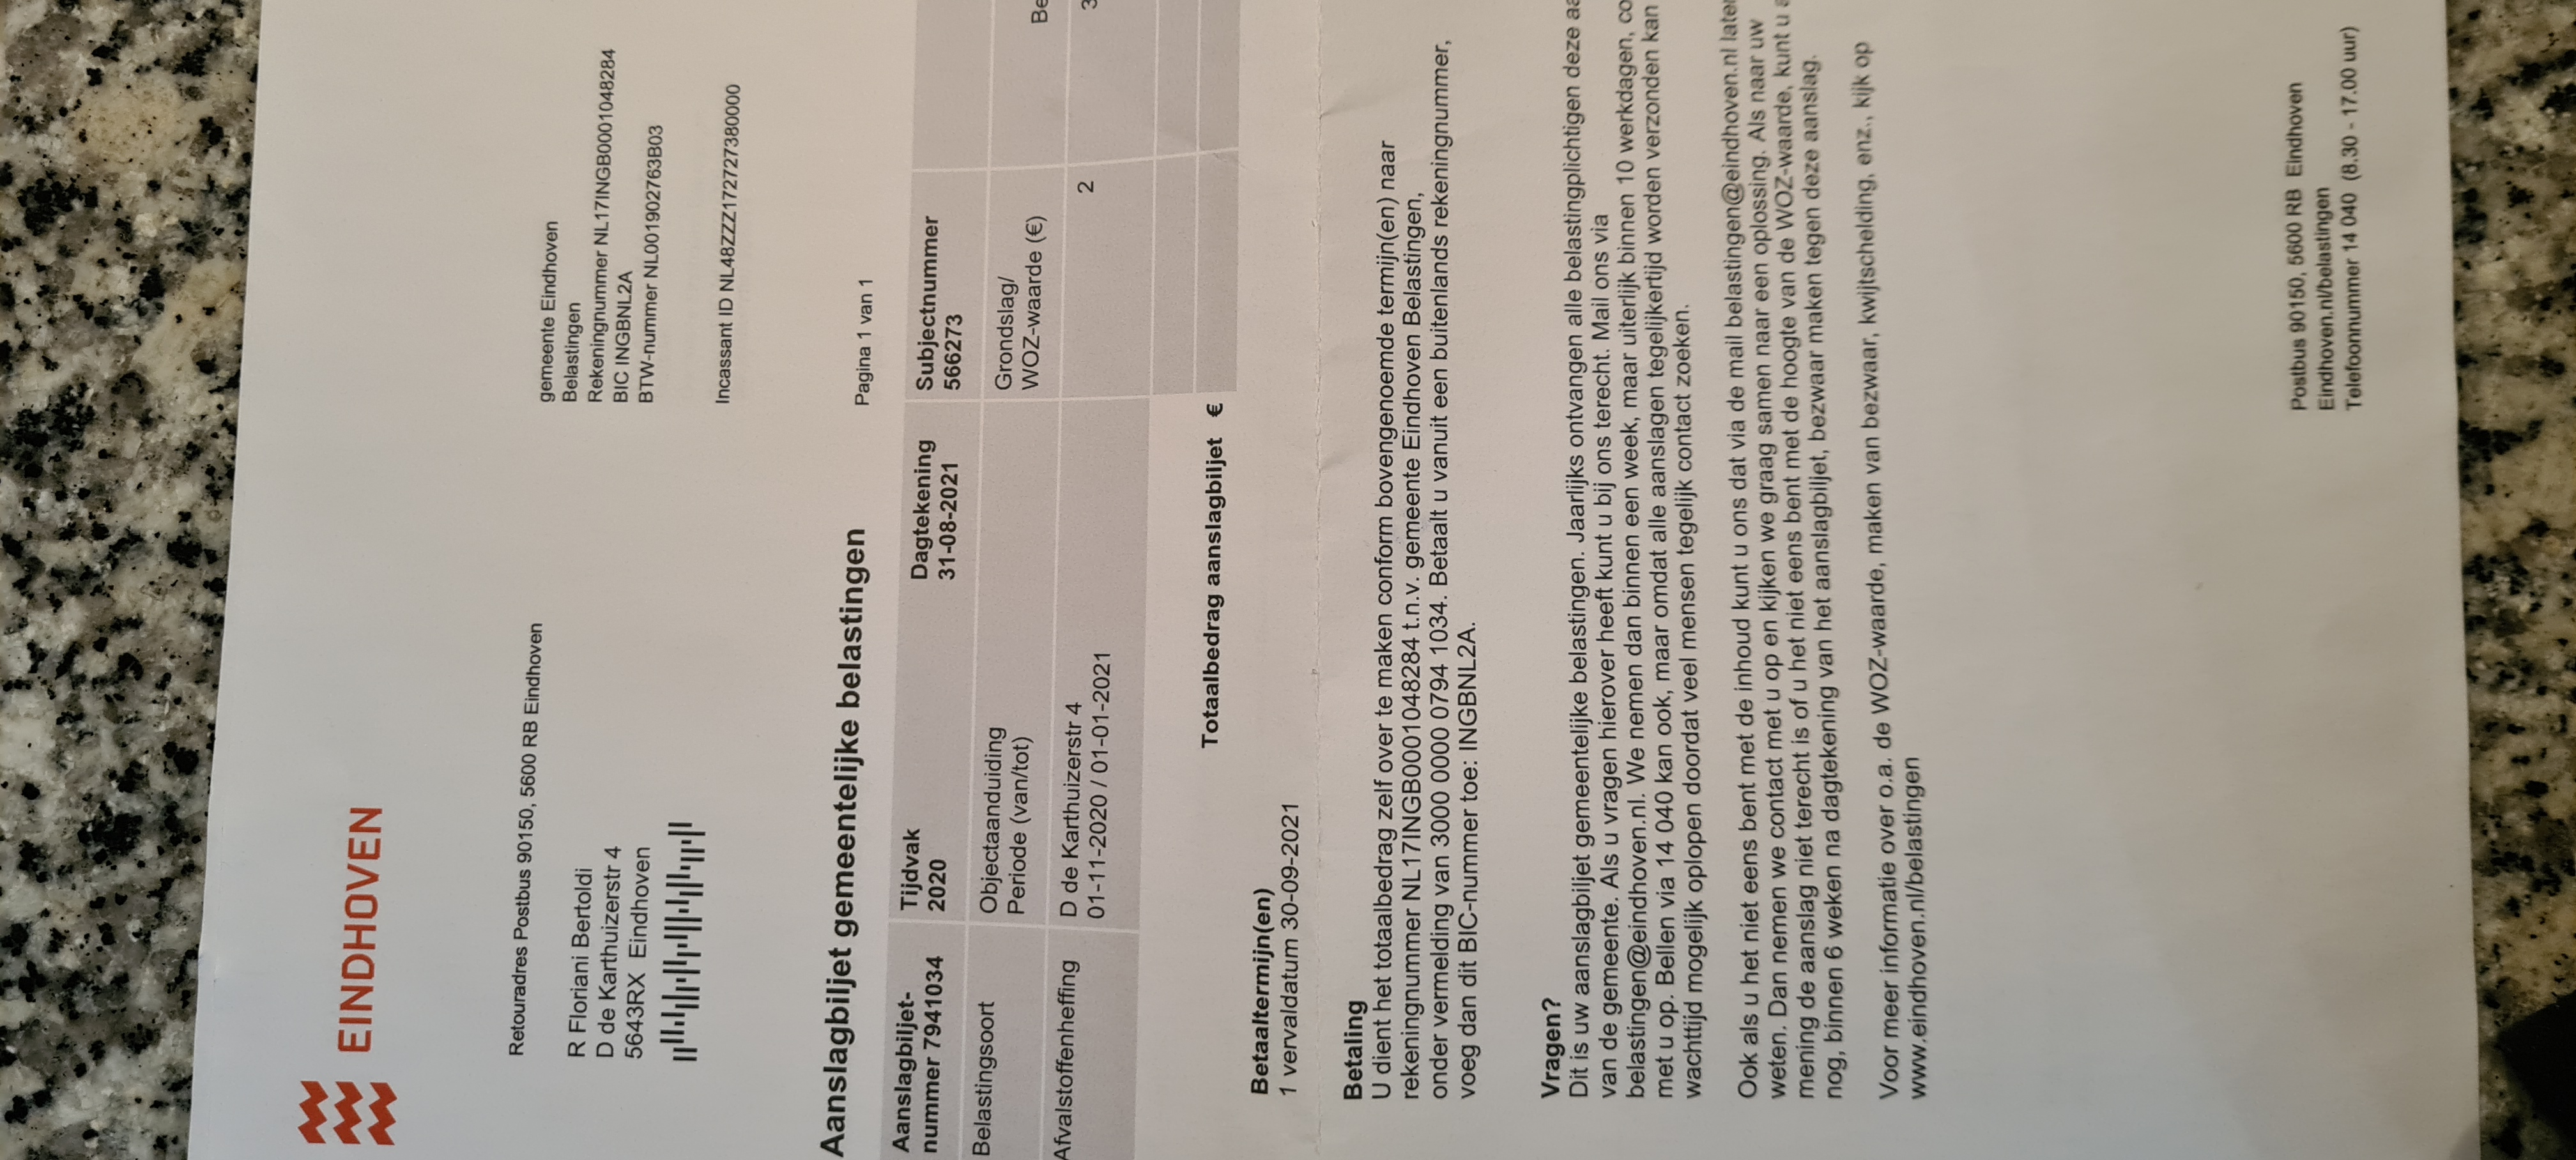 EINDHOVEN
Retouradres Postbus 90150, 5600 RB Eindhoven
R Floriani Bertoldi
D de Karthuizerstr 4
5643RX Eindhoven
gemeente Eindhoven
Belastingen
Rekeningnummer NL17INGB0001048284
BIC INGBNL2A
BTW-nummer NL001902763B03
Incassant ID NL48ZZZ172727380000
Aanslagbiljet gemeentelijke belastingen
Pagina 1 van 1
Aanslagbiljet-
nummer 7941034
Tijdvak
2020
Dagtekening
31-08-2021
Subjectnummer
566273
Belastingsoort
Objectaanduiding
Periode (van/tot)
Grondslag/
WOZ-waarde (€)
Be
Afvalstoffenheffing
D de Karthuizerstr 4
01-11-2020 / 01-01-2021
2
3
Totaalbedrag aanslagbiljet €
Betaaltermijn(en)
1 vervaldatum 30-09-2021
Betaling
U dient het totaalbedrag zelf over te maken conform bovengenoemde termijn(en) naar
rekeningnummer NL17INGB0001048284 t.n.v. gemeente Eindhoven Belastingen,
onder vermelding van 3000 0000 0794 1034. Betaalt u vanuit een buitenlands rekeningnummer,
voeg dan dit BIC-nummer toe: INGBNL2A.
Vragen?
Dit is uw aanslagbiljet gemeentelijke belastingen. Jaarlijks ontvangen alle belastingplichtigen deze aa
van de gemeente. Als u vragen hierover heeft kunt u bij ons terecht. Mail ons via
belastingen@eindhoven.nl. We nemen dan binnen een week, maar uiterlijk binnen 10 werkdagen, co
met u op. Bellen via 14 040 kan ook, maar omdat alle aanslagen tegelijkertijd worden verzonden kan
wachttijd mogelijk oplopen doordat veel mensen tegelijk contact zoeken.
Ook als u het niet eens bent met de inhoud kunt u ons dat via de mail belastingen@eindhoven.nl later
weten. Dan nemen we contact met u op en kijken we graag samen naar een oplossing. Als naar uw
mening de aanslag niet terecht is of u het niet eens bent met de hoogte van de WOZ-waarde, kunt u a
nog, binnen 6 weken na dagtekening van het aanslagbiljet, bezwaar maken tegen deze aanslag.
Voor meer informatie over o.a. de WOZ-waarde, maken van bezwaar, kwijtschelding, enz., kijk op
www.eindhoven.nl/belastingen
Postbus 90150, 5600 RB Eindhoven
Eindhoven.nl/belastingen
Telefoonnummer 14 040 (8.30 - 17.00 uur)